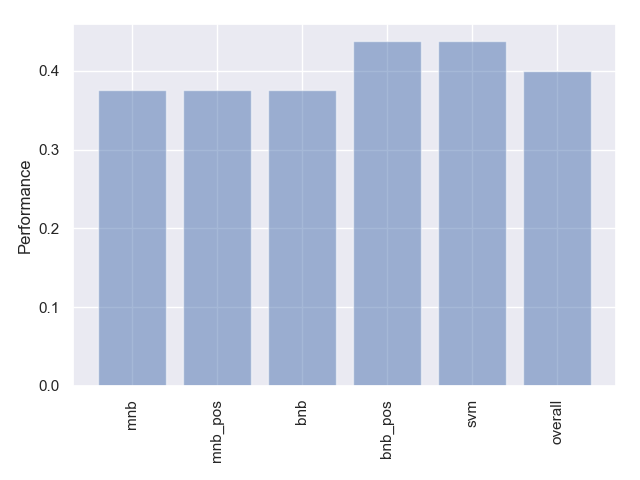 Performance
0.4
0.3
0.2
0.1
0.0
mnb
mnb_pos
bnb
bnb_pos
svm
overall